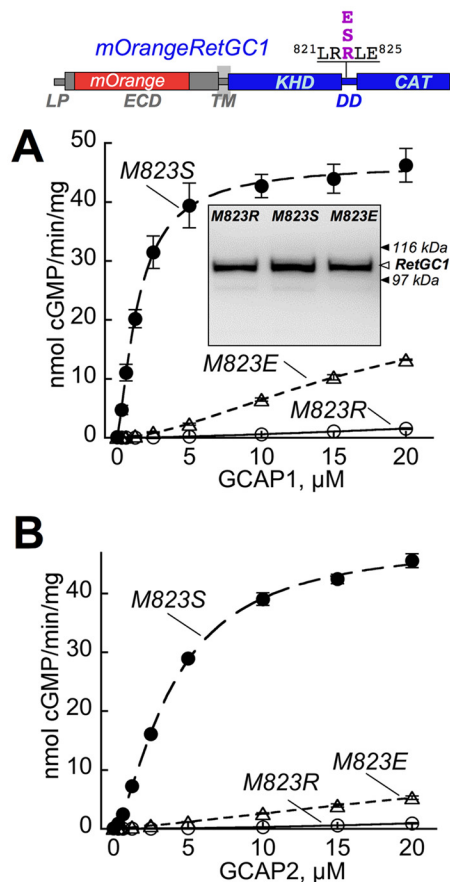 E
S
mOrangeRetGC1
821LRRLE825
mOrange
KHD
CAT
LP
ECD
TM
DD
A
50
M823S
40
M823R M823S M823E
116 kDa
RetGC1
97 kDa
30
20
10
0
M823E
M823R
nmol cGMP/min/mg
0 5 10 15 20
GCAP1, µM
B
40
M823S
30
20
10
0
M823E
M823R
nmol cGMP/min/mg
0 5 10 15 20
GCAP2, µM